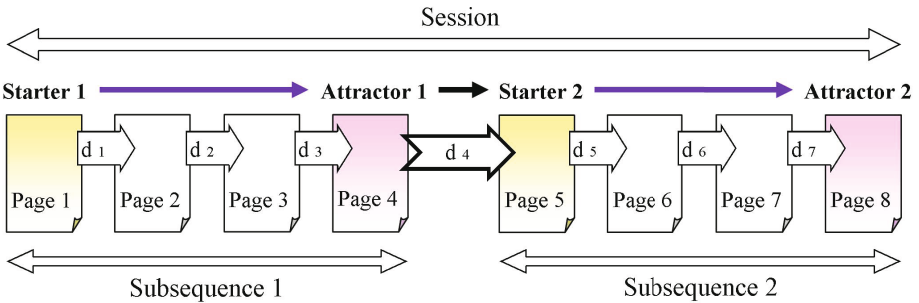 Session
Starter 1 Attractor 1 Starter 2 Attractor 2
d 1 d 2 d 3 d 4 d 5 d 6 d 7
Page 1 Page 2 Page 3 Page 4 Page 5 Page 6 Page 7 Page 8
Subsequence 1 Subsequence 2